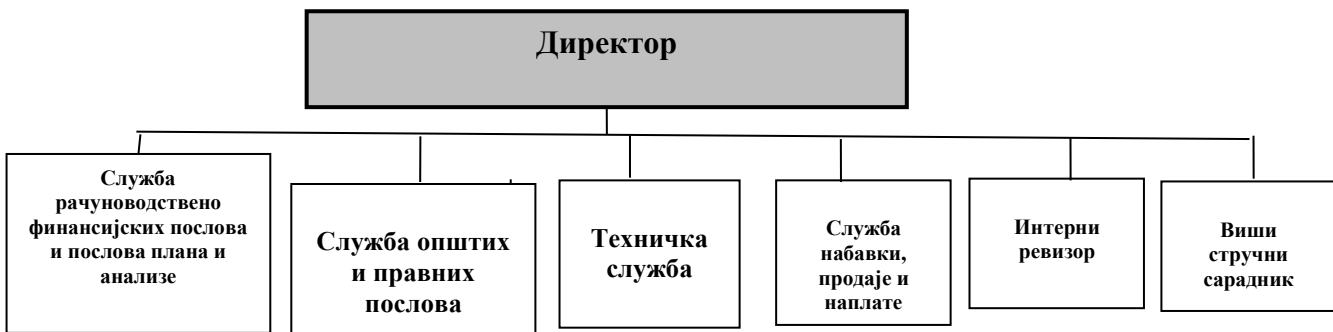 Директор
Служба
рачуноводствено
финансијских послова
и послова плана и
анализе
Служба општих
и правних
послова
Техничка
служба
Служба
набавки,
продаје и
наплате
Интерни
ревизор
Виши
стручни
сарадник